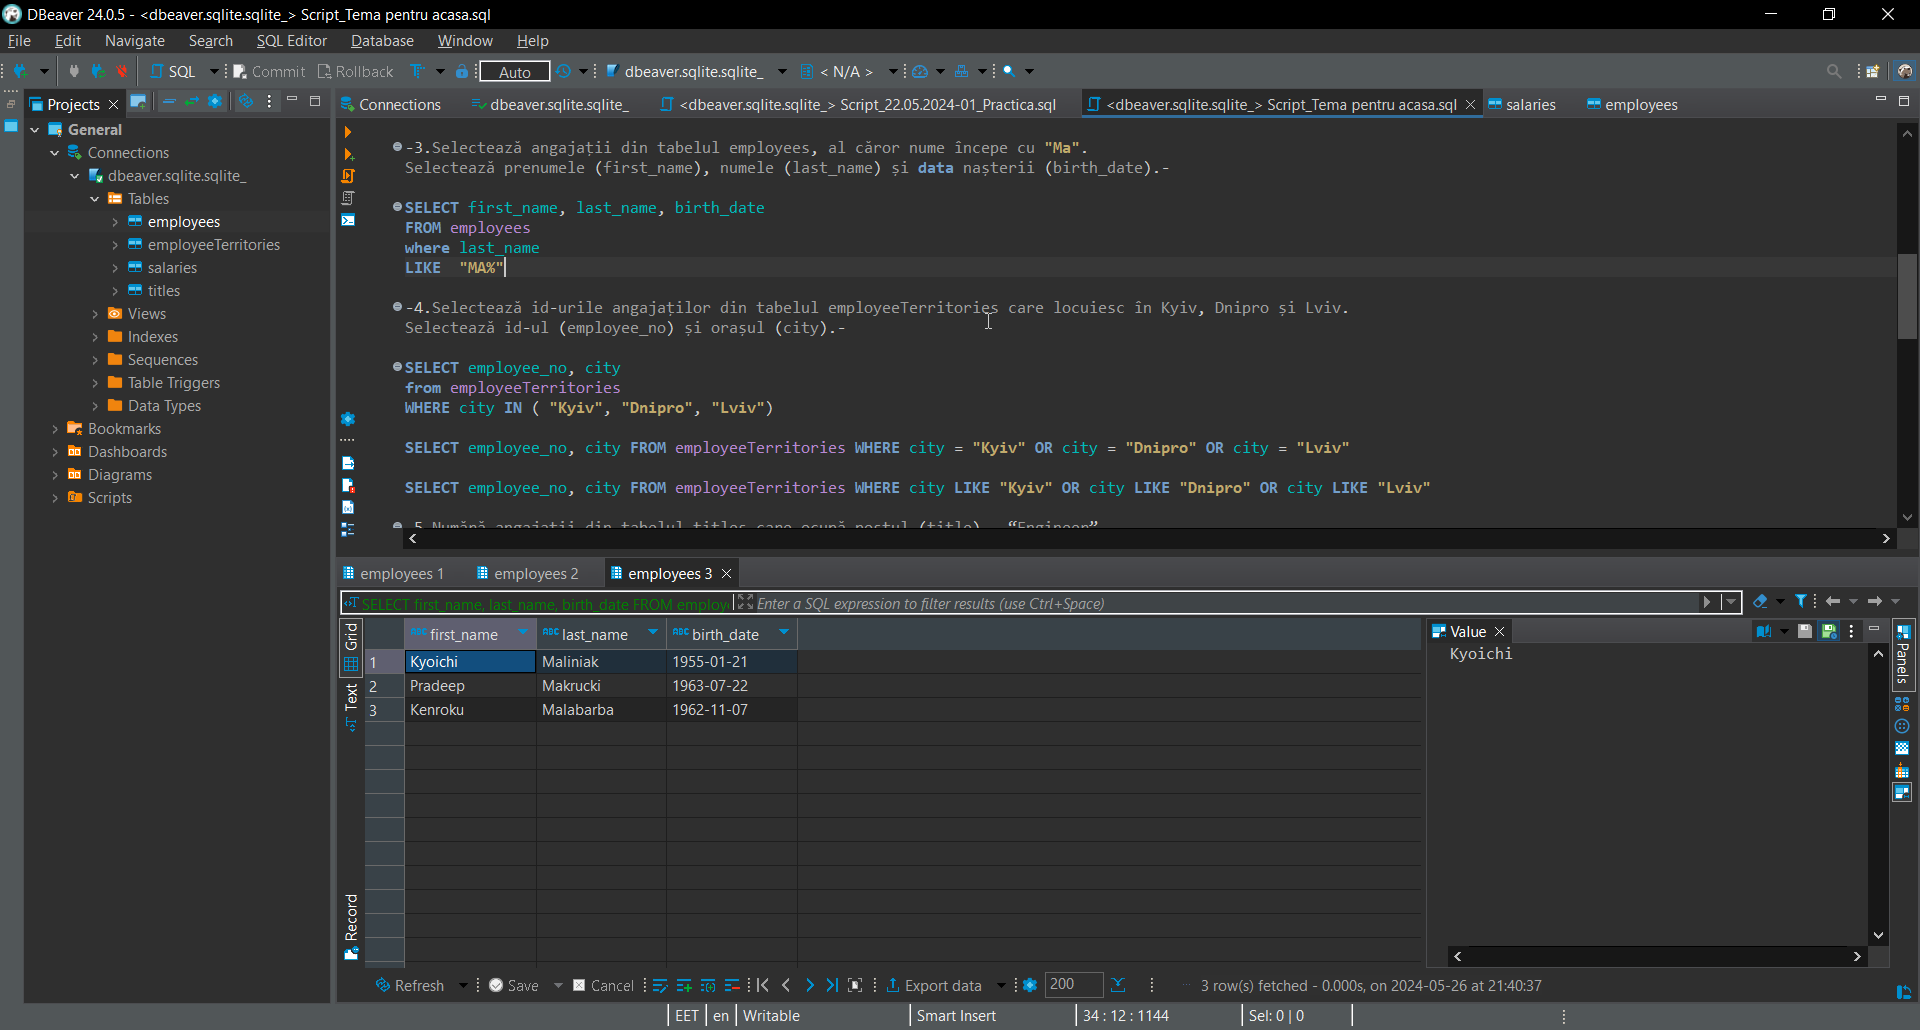 DBeaver 24.0.5 - <dbeaver.sqlite.sqlite_> Script_Tema pentru acasa.sql
File Edit Navigate Search SQL Editor Database Window Help
SQL Commit Rollback Auto dbeaver.sqlite.sqlite_ < N/A >
Projects
Connections dbeaver.sqlite.sqlite_ <dbeaver.sqlite.sqlite_> Script_22.05.2024-01_Practica.sql <dbeaver.sqlite.sqlite_> Script_Tema pentru acasa.sql salaries employees
General
Connections
dbeaver.sqlite.sqlite_
Tables
employees
employeeTerritories
salaries
titles
Views
Indexes
Sequences
Table Triggers
Data Types
Bookmarks
Dashboards
Diagrams
Scripts
-3.Selectează angajații din tabelul employees, al căror nume începe cu "Ma".
Selectează prenumele (first_name), numele (last_name) și data nașterii (birth_date).-
SELECT first_name, last_name, birth_date
FROM employees
where last_name
LIKE "MA%"
-4.Selectează id-urile angajaților din tabelul employeeTerritories care locuiesc în Kyiv, Dnipro și Lviv.
Selectează id-ul (employee_no) și orașul (city).-
SELECT employee_no, city
from employeeTerritories
WHERE city IN ( "Kyiv", "Dnipro", "Lviv")
SELECT employee_no, city FROM employeeTerritories WHERE city = "Kyiv" OR city = "Dnipro" OR city = "Lviv"
SELECT employee_no, city FROM employeeTerritories WHERE city LIKE "Kyiv" OR city LIKE "Dnipro" OR city LIKE "Lviv"
5.Numără angajații din tabelul titles care ocupă postul (title) “Engineer”
employees 1 employees 2 employees 3
SELECT first_name, last_name, birth_date FROM employ Enter a SQL expression to filter results (use Ctrl+Space)
Grid
Text
Record
first_name last_name birth_date
1 Kyoichi Maliniak 1955-01-21
2 Pradeep Makrucki 1963-07-22
3 Kenroku Malabarba 1962-11-07
Value
Kyoichi
Panels
Refresh Save Cancel Export data 200 3 row(s) fetched - 0.000s, on 2024-05-26 at 21:40:37
EET en Writable Smart Insert 34 : 12 : 1144 Sel: 0 | 0